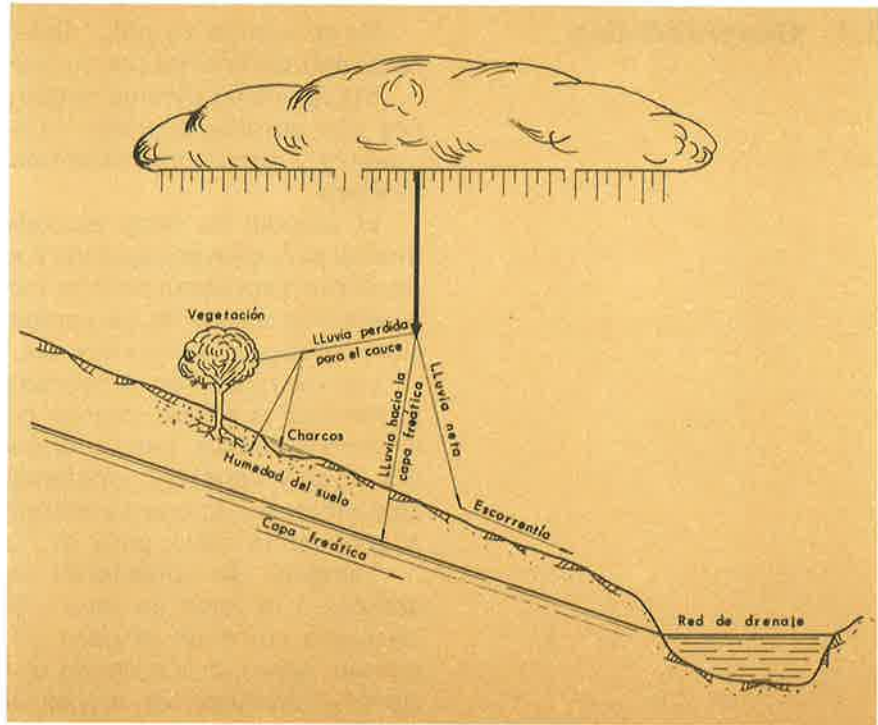 Vegetación
LLuvia perdida
para el cauce
LLuvia hacia la
capa freática
LLuvia neta
Charcos
Humedad del suelo
Escorrentía
Capa freática
Red de drenaje